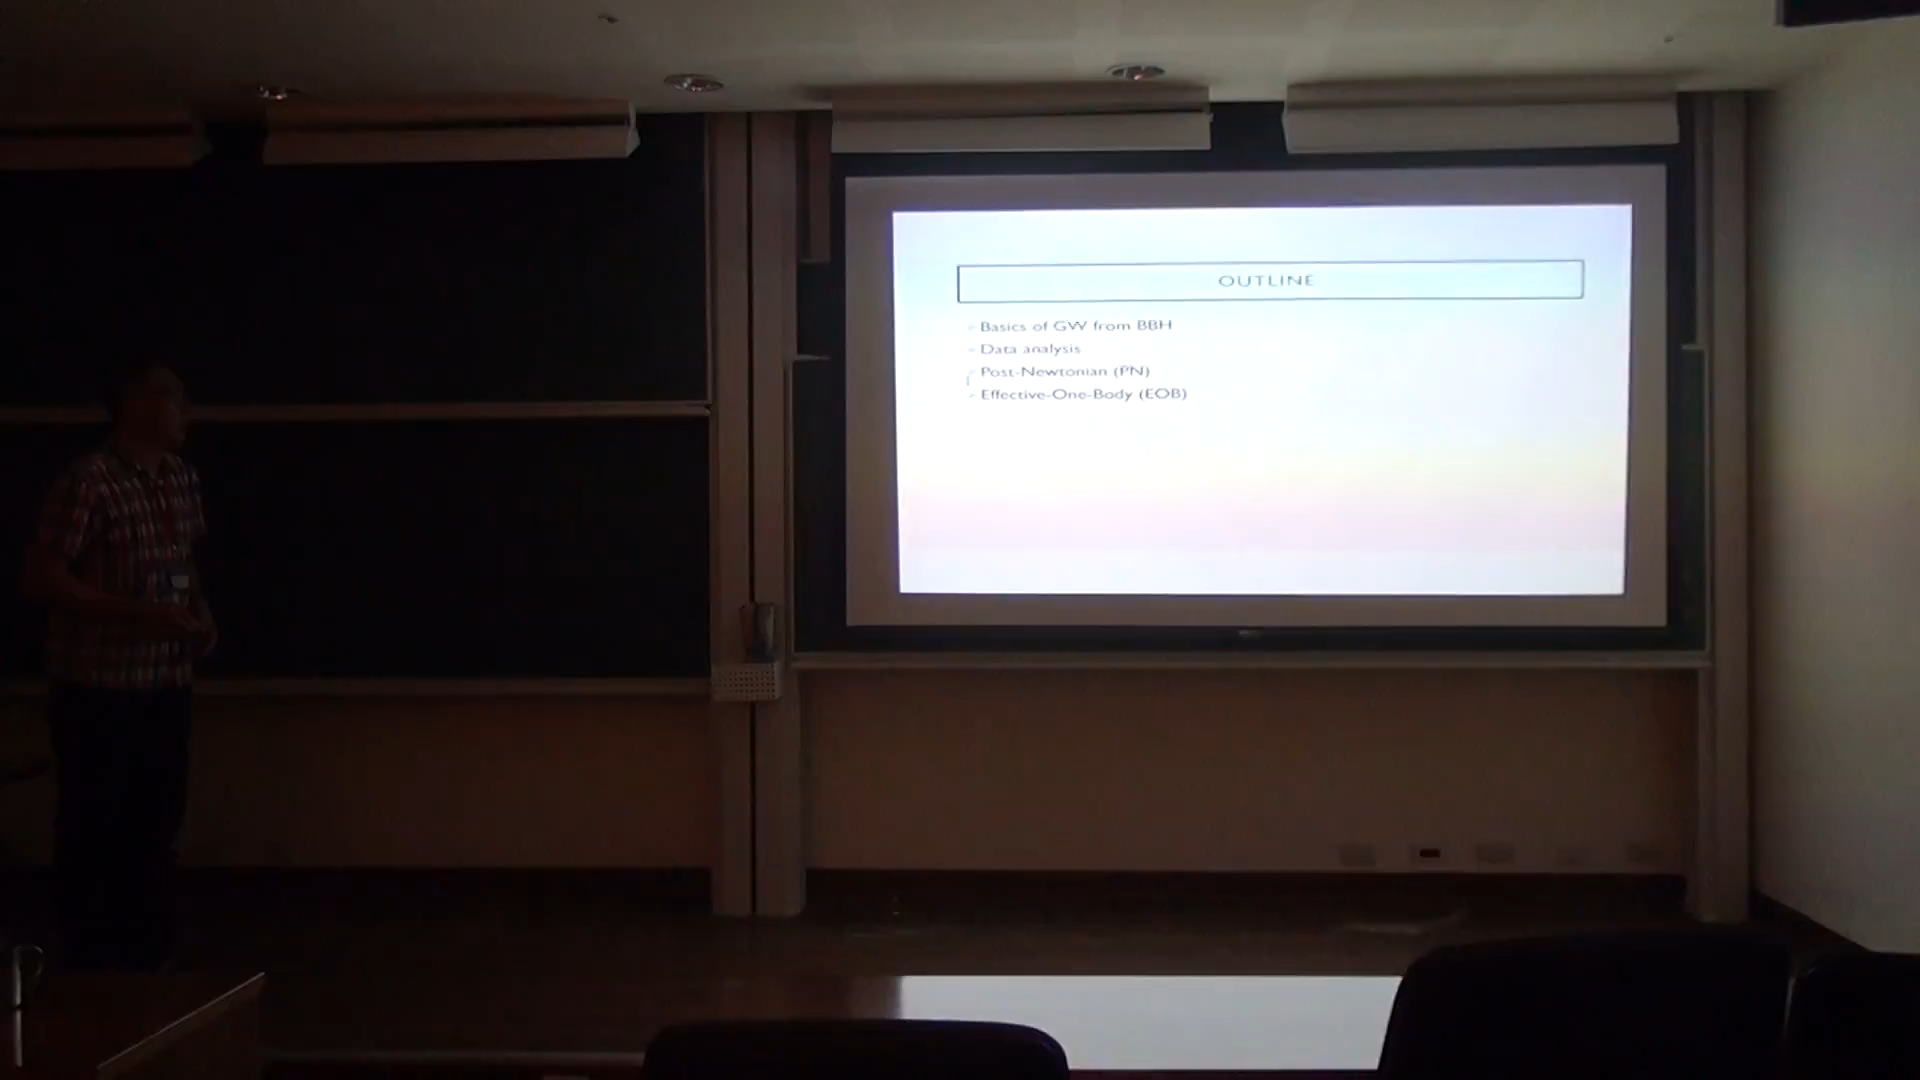 OUTLINE
Basics of GW from BBH
Data analysis
Post-Newtonian (PN)
Effective-One-Body (EOB)